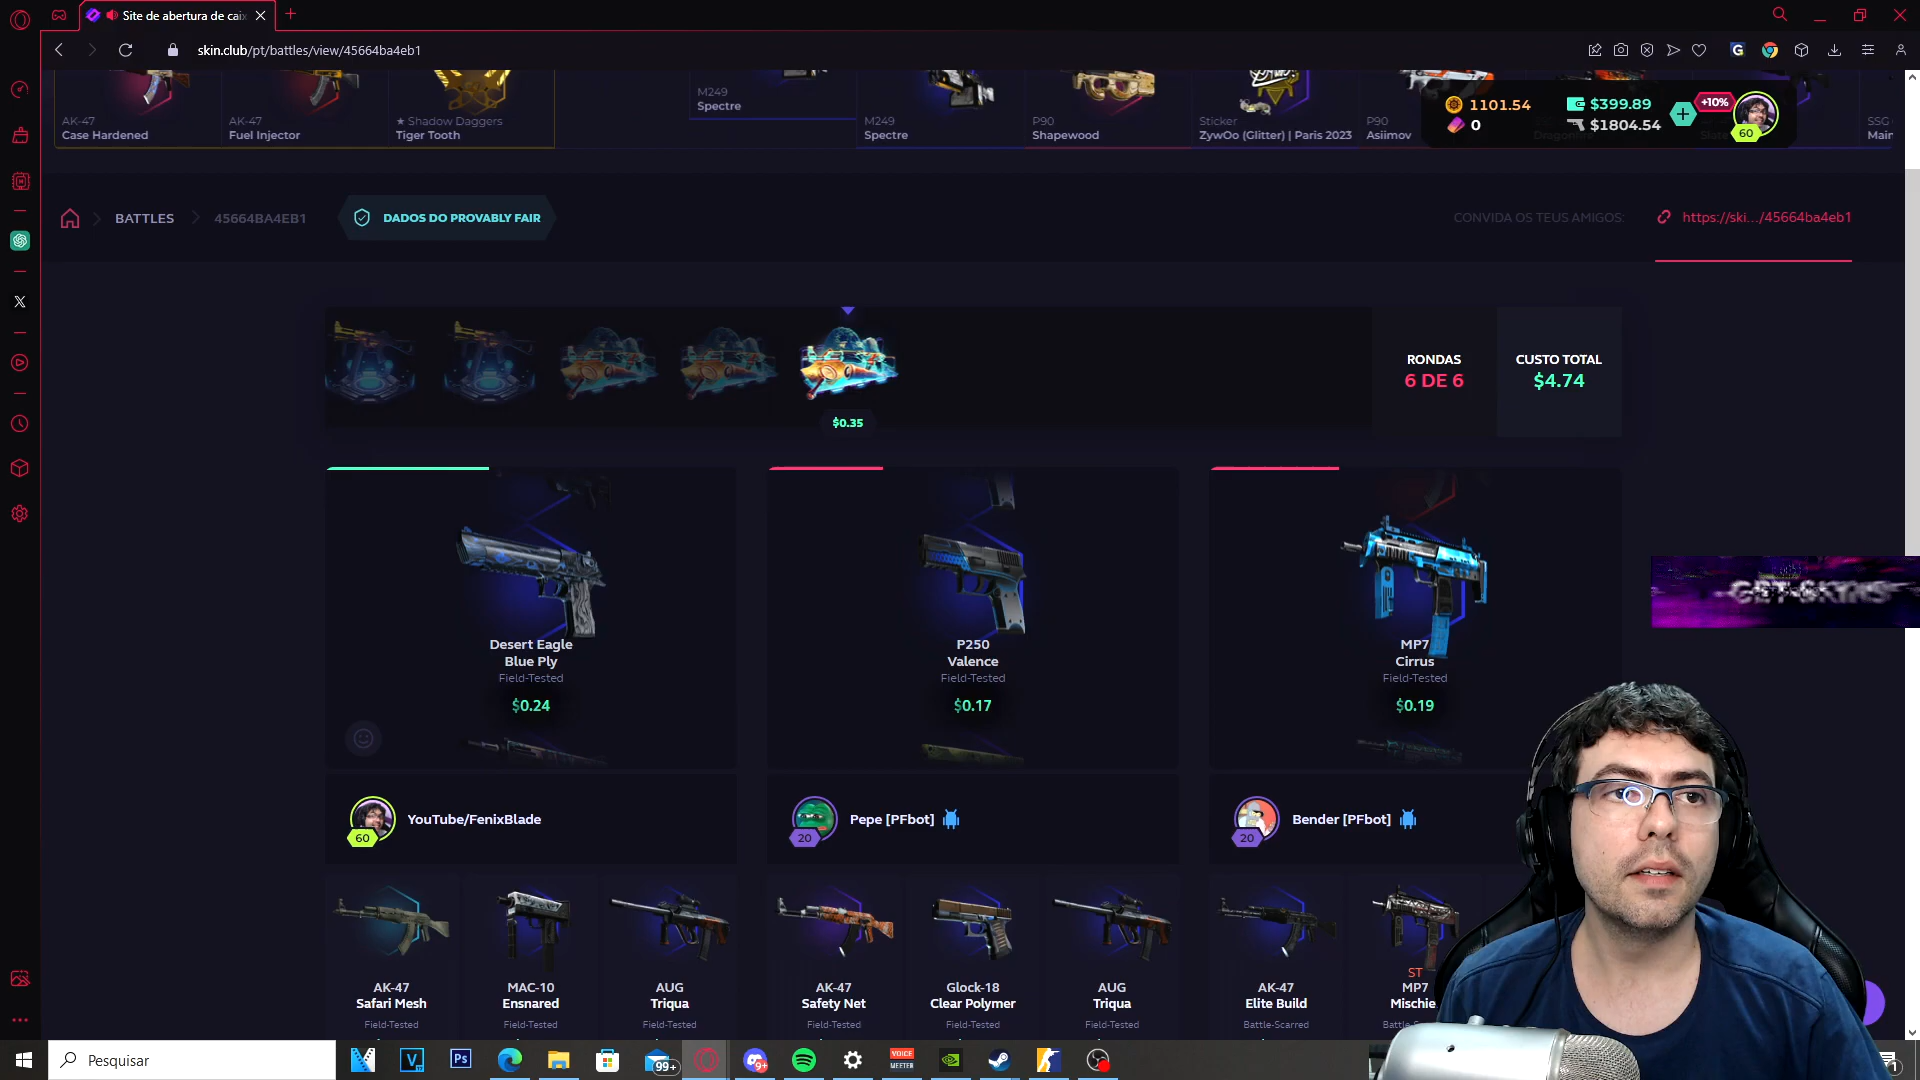 Site de abertura de caix
skin.club/pt/battles/view/45664ba4eb1
AK-47
Case Hardened
AK-47
Fuel Injector
★ Shadow Daggers
Tiger Tooth
M249
Spectre
M249
Spectre
P90
Shapewood
Sticker
ZywOo (Glitter) | Paris 2023
P90
Asiimov
SSG
Main
1101.54
0
$399.89
$1804.54
+10%
60
BATTLES
45664BA4EB1
DADOS DO PROVABLY FAIR
CONVIDA OS TEUS AMIGOS:
https://ski.../45664ba4eb1
RONDAS
6 DE 6
CUSTO TOTAL
$4.74
$0.35
Desert Eagle
Blue Ply
Field-Tested
$0.24
P250
Valence
Field-Tested
$0.17
MP7
Cirrus
Field-Tested
$0.19
GET SKINS
60
YouTube/FenixBlade
20
Pepe [PFbot]
20
Bender [PFbot]
AK-47
Safari Mesh
Field-Tested
MAC-10
Ensnared
Field-Tested
AUG
Triqua
Field-Tested
AK-47
Safety Net
Field-Tested
Glock-18
Clear Polymer
Field-Tested
AUG
Triqua
Field-Tested
AK-47
Elite Build
Battle-Scarred
ST
MP7
Mischie
Pesquisar
V
Ps
99+
9+
VOICE
MEETER
1